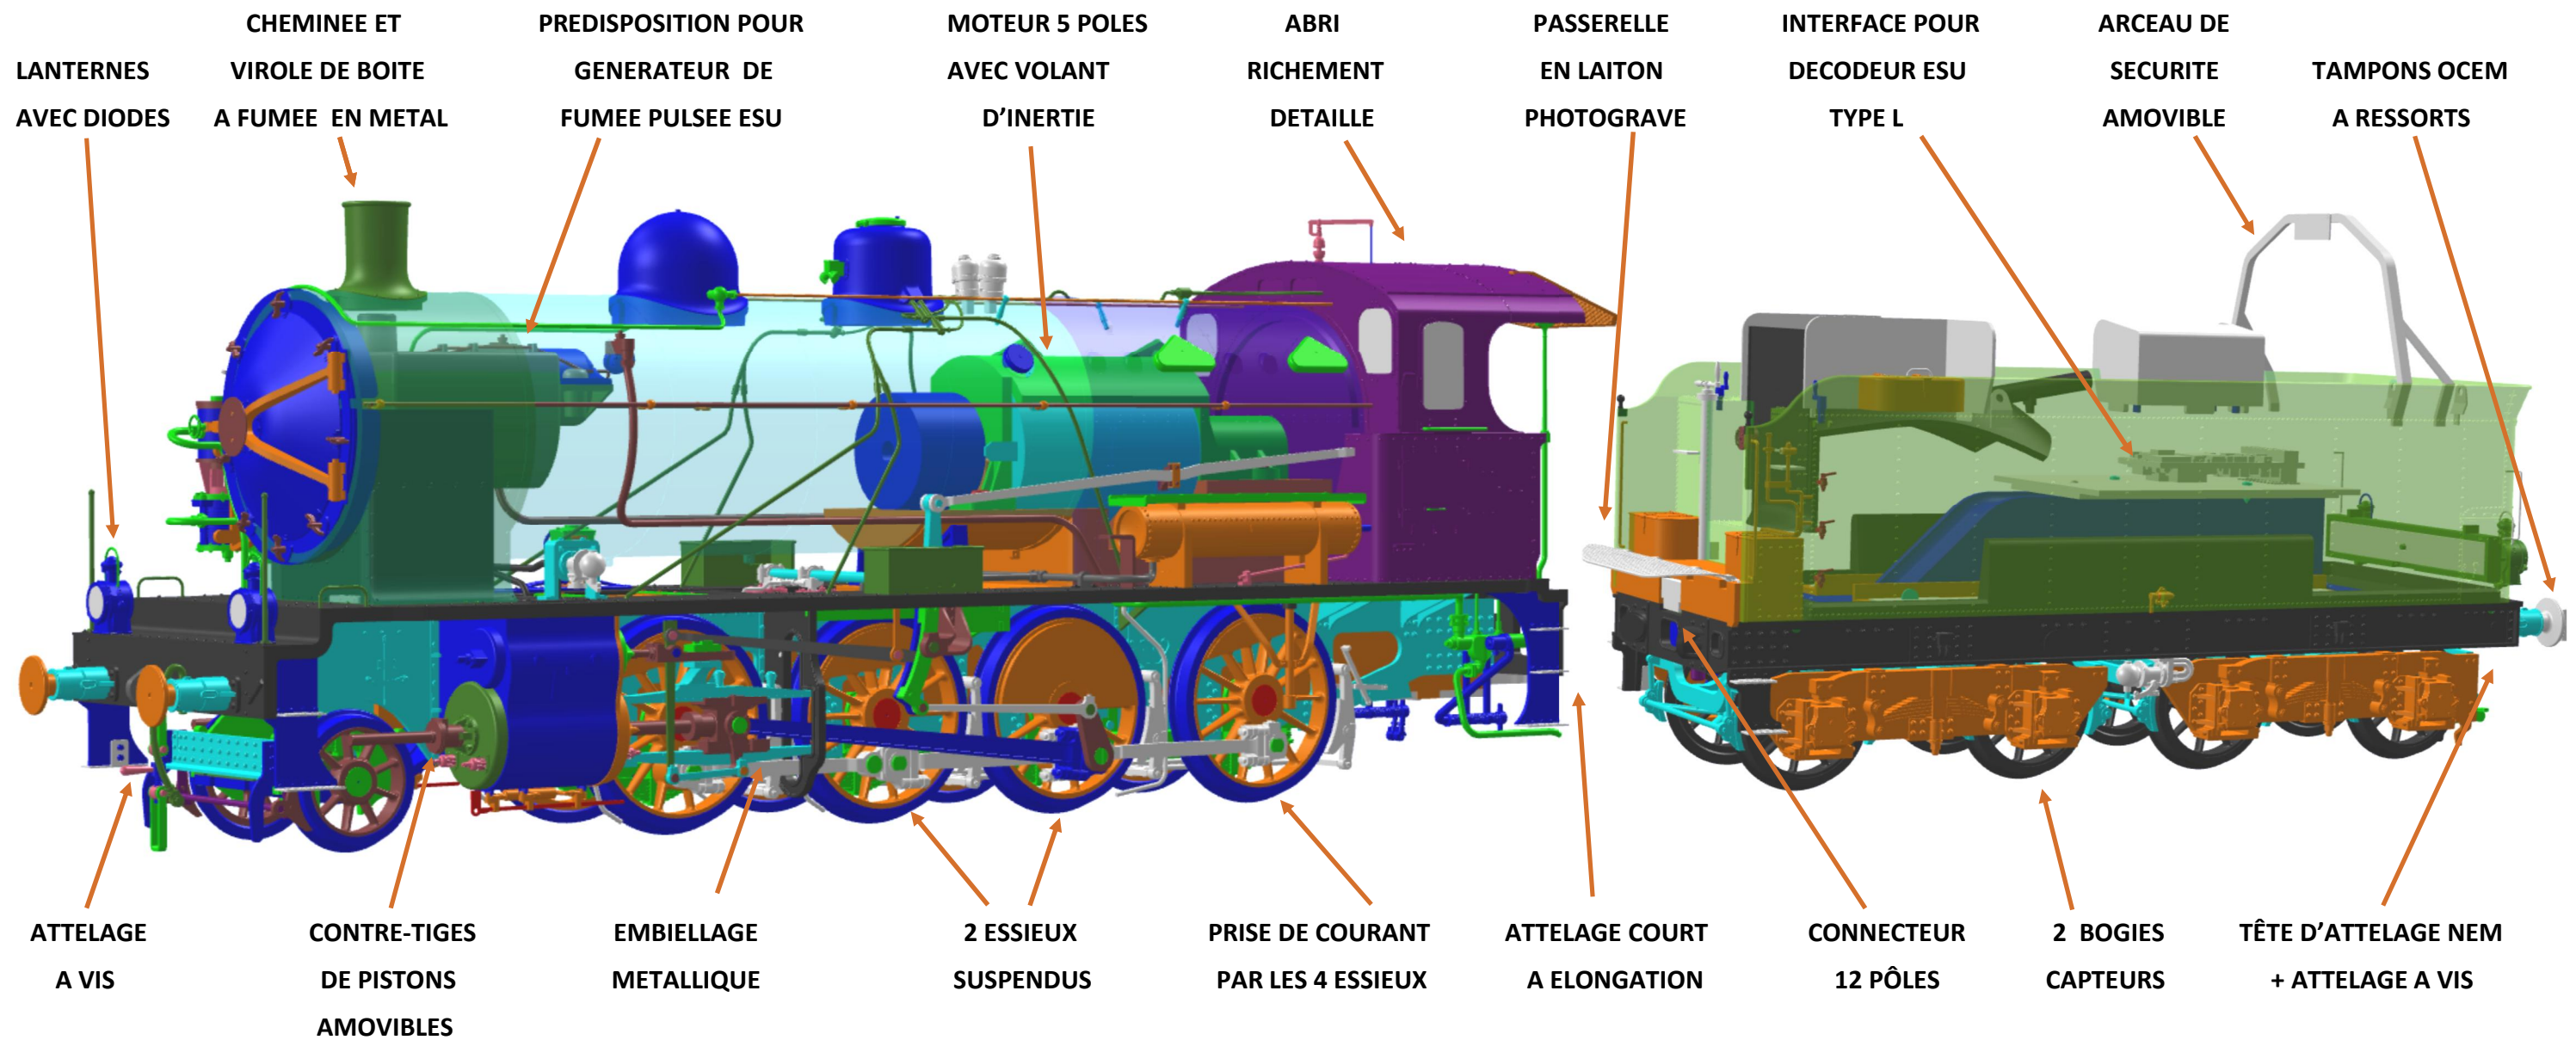 LANTERNES
AVEC DIODES
CHEMINEE ET
VIROLE DE BOITE
A FUMEE EN METAL
PREDISPOSITION POUR
GENERATEUR DE
FUMEE PULSEE ESU
MOTEUR 5 POLES
AVEC VOLANT
D’INERTIE
ABRI
RICHEMENT
DETAILLE
PASSERELLE
EN LAITON
PHOTOGRAVE
INTERFACE POUR
DECODEUR ESU
TYPE L
ARCEAU DE
SECURITE
AMOVIBLE
TAMPONS OCEM
A RESSORTS
ATTELAGE
A VIS
CONTRE-TIGES
DE PISTONS
AMOVIBLES
EMBIELLAGE
METALLIQUE
2 ESSIEUX
SUSPENDUS
PRISE DE COURANT
PAR LES 4 ESSIEUX
ATTELAGE COURT
A ELONGATION
CONNECTEUR
12 PÔLES
2 BOGIES
CAPTEURS
TÊTE D’ATTELAGE NEM
+ ATTELAGE A VIS